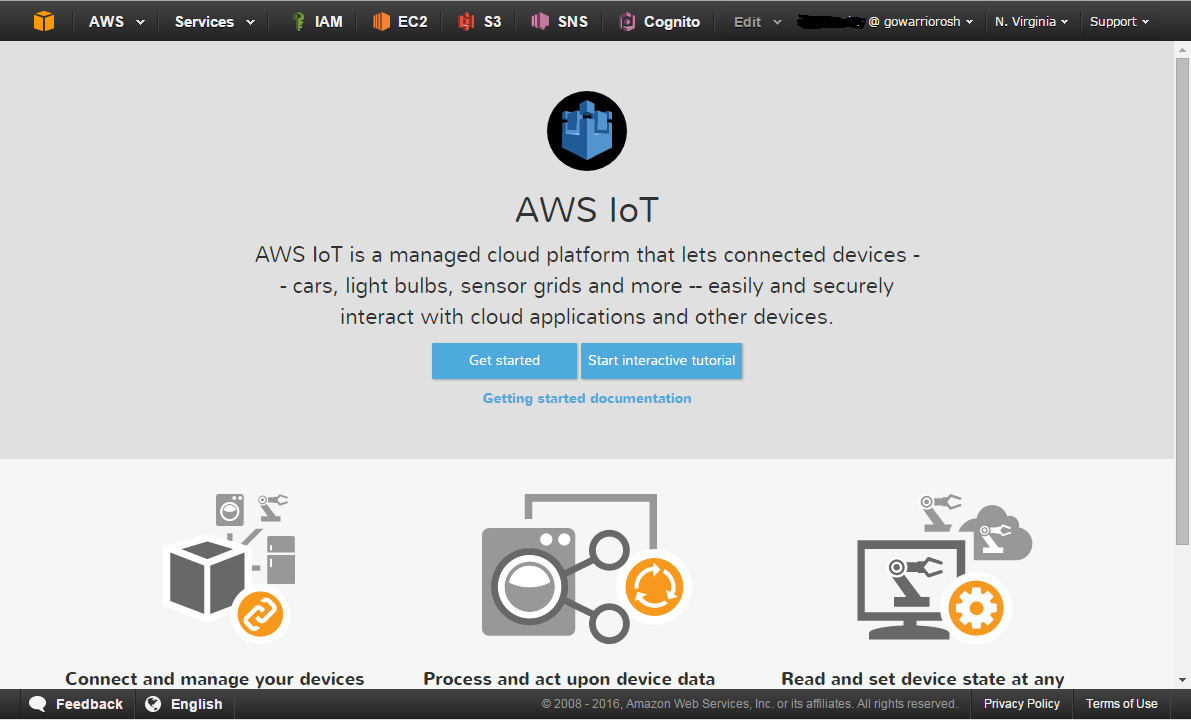 AWS Services IAM EC2 S3 SNS Cognito Edit @ gowarriorosh N. Virginia Support
AWS IoT
AWS IoT is a managed cloud platform that lets connected devices -
- cars, light bulbs, sensor grids and more -- easily and securely
interact with cloud applications and other devices.
Get started Start interactive tutorial
Getting started documentation
Connect and manage your devices Process and act upon device data Read and set device state at any
Feedback English © 2008 - 2016, Amazon Web Services, Inc. or its affiliates. All rights reserved. Privacy Policy Terms of Use